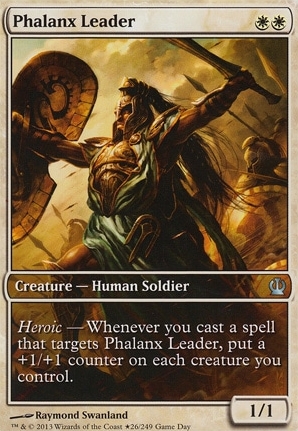 Phalanx Leader
Creature — Human Soldier
Heroic — Whenever you cast a spell
that targets Phalanx Leader, put a
+1/+1 counter on each creature you
control.
1/1
Raymond Swanland
™ & © 2013 Wizards of the Coast ★26/249 Game Day